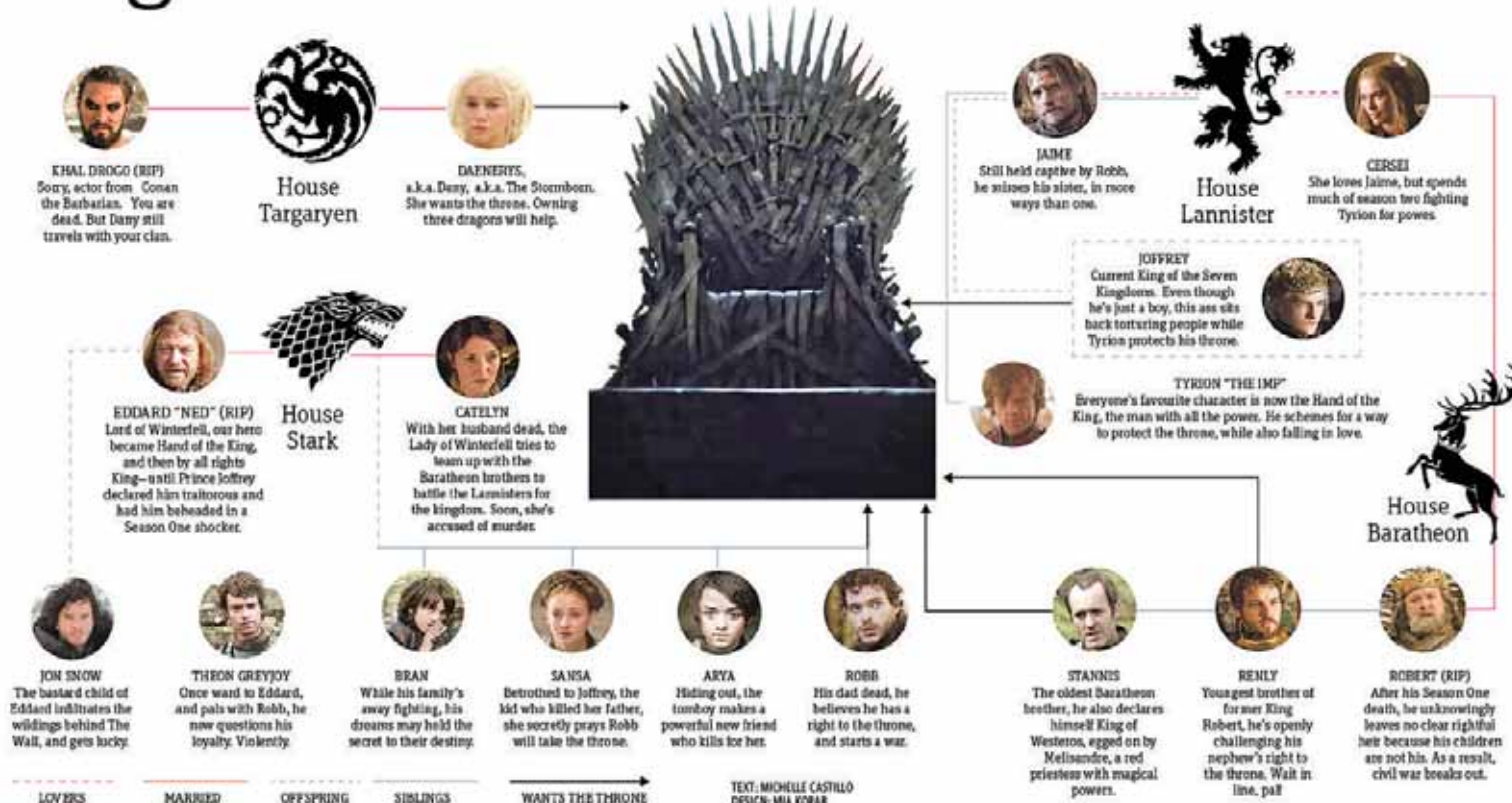 g
KHAL DROGO (RIP)
Sorry, actor from Conan
the Barbarian. You are
dead. But Dany still
travels with your clan.
House
Targaryen
DAENERYS,
a.k.a. Dany, a.k.a. The Stormborn.
She wants the throne. Owning
three dragons will help.
JAIME
Still held captive by Robb,
he misses his sister, in more
ways than one.
House
Lannister
CERSEI
She loves Jaime, but spends
much of season two fighting
Tyrion for power.
JOFFREY
Current King of the Seven
Kingdoms. Even though
he's just a boy, this ass sits
back torturing people while
Tyrion protects his throne.
EDDARD "NED" (RIP)
Lord of Winterfell, our hero
became Hand of the King,
and then by all rights
King—until Prince Joffrey
declared him traitorous and
had him beheaded in a
Season One shocker.
House
Stark
CATELYN
With her husband dead, the
Lady of Winterfell tries to
team up with the
Baratheon brothers to
battle the Lannisters for
the kingdom. Soon, she's
accused of murder.
TYRION "THE IMP"
Everyone's favourite character is now the Hand of the
King, the man with all the power. He schemes for a way
to protect the throne, while also falling in love.
House
Baratheon
JON SNOW
The bastard child of
Eddard infiltrates the
wildings behind The
Wall, and gets lucky.
THEON GREYJOY
Once ward to Eddard,
and pals with Robb, he
now questions his
loyalty. Violently.
BRAN
While his family's
away fighting, his
dreams may hold the
secret to their destiny.
SANSA
Betrothed to Joffrey, the
kid who killed her father,
she secretly prays Robb
will take the throne.
ARYA
Hiding out, the
tomboy makes a
powerful new friend
who kills for her.
ROBB
His dad dead, he
believes he has a
right to the throne,
and starts a war.
STANNIS
The oldest Baratheon
brother, he also declares
himself King of
Westeros, egged on by
Melisandre, a red
priestess with magical
powers.
RENLY
Youngest brother of
former King
Robert, he's openly
challenging his
nephew's right to
the throne. Wait in
line, pal!
ROBERT (RIP)
After his Season One
death, he unknowingly
leaves no clear rightful
heir because his children
are not his. As a result,
civil war breaks out.
LOVERS
MARRIED
OFFSPRING
SIBLINGS
WANTS THE THRONE
TEXT: MICHELLE CASTILLO
DESIGN: MIA KORAB